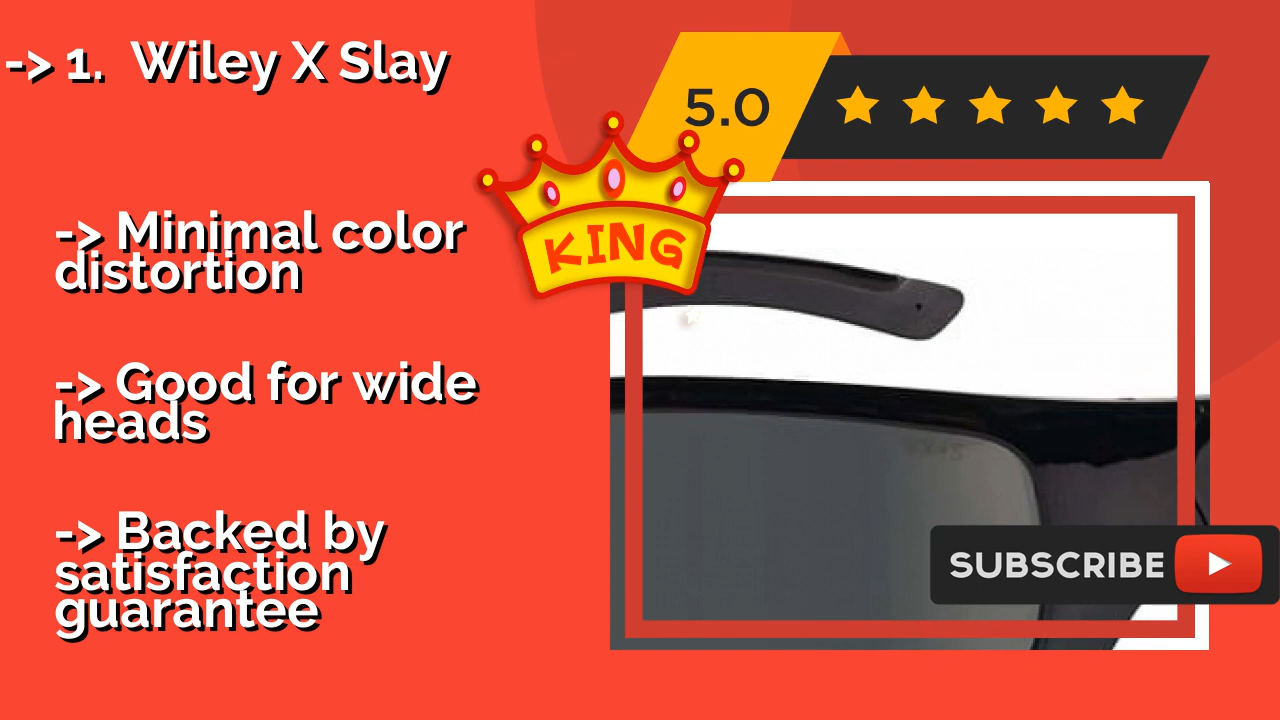 -> 1. Wiley X Slay
5.0
KING
-> Minimal color
distortion
-> Good for wide
heads
-> Backed by
satisfaction
guarantee
SUBSCRIBE